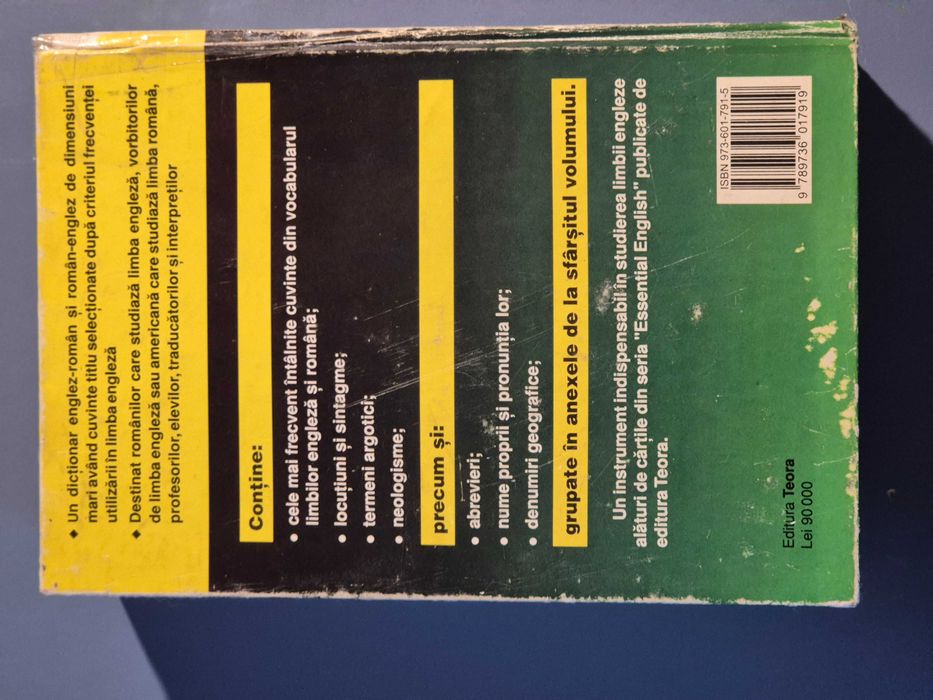 ♦ Un dicționar englez-român și român-englez de dimensiuni
mari având cuvinte titlu selecționate după criteriul frecvenței
utilizării în limba engleză
♦ Destinat românilor care studiază limba engleză, vorbitorilor
de limba engleză sau americană care studiază limba română,
profesorilor, elevilor, traducătorilor și interpreților
Conține:
• cele mai frecvent întâlnite cuvinte din vocabularul
limbilor engleză și română;
• locuțiuni și sintagme;
• termeni argotici;
• neologisme;
precum și:
• abrevieri;
• nume proprii și pronunția lor;
• denumiri geografice;
grupate în anexele de la sfârșitul volumului.
Un instrument indispensabil în studierea limbii engleze
alături de cărțile din seria "Essential English" publicate de
editura Teora.
Editura Teora
Lei 90 000
ISBN 973-601-791-5
9 789736 017919